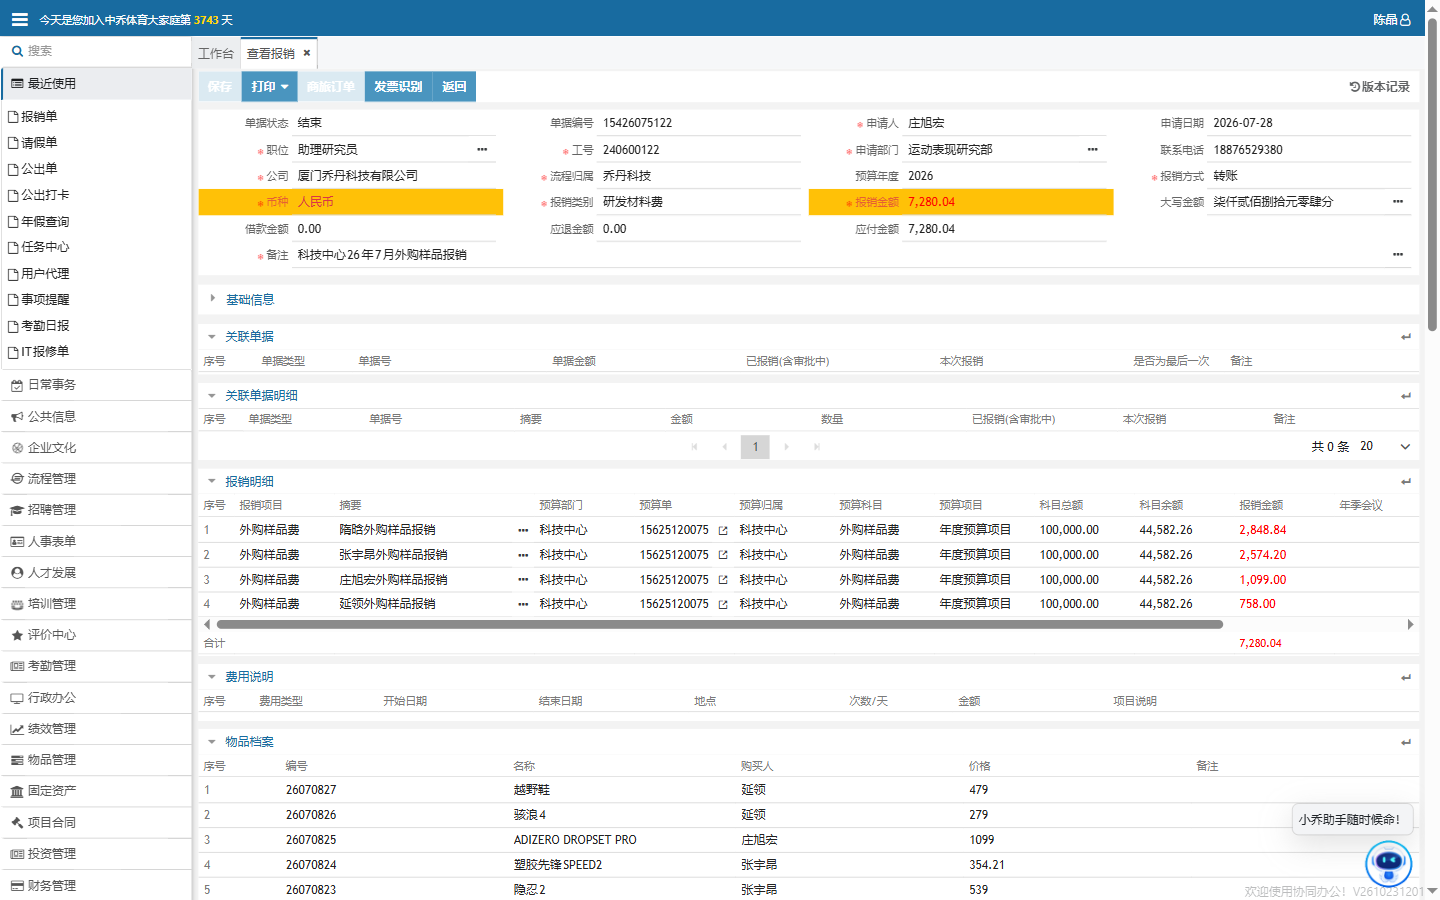 今天是您加入中乔体育大家庭第 3743 天
陈晶
搜索
工作台 查看报销 ×
最近使用
保存 打印 商旅订单 发票识别 返回
版本记录
报销单
请假单
公出单
公出打卡
年假查询
任务中心
用户代理
事项提醒
考勤日报
IT报修单
日常事务
公共信息
企业文化
流程管理
招聘管理
人事表单
人才发展
培训管理
评价中心
考勤管理
行政办公
绩效管理
物品管理
固定资产
项目合同
投资管理
财务管理
单据状态 结束 单据编号 15426075122 * 申请人 庄旭宏 申请日期 2026-07-28
* 职位 助理研究员 ••• * 工号 240600122 * 申请部门 运动表现研究部 ••• 联系电话 18876529380
* 公司 厦门乔丹科技有限公司 * 流程归属 乔丹科技 预算年度 2026 * 报销方式 转账
* 币种 人民币 * 报销类别 研发材料费 * 报销金额 7,280.04 大写金额 柒仟贰佰捌拾元零肆分 •••
借款金额 0.00 应退金额 0.00 应付金额 7,280.04
* 备注 科技中心26年7月外购样品报销 •••
基础信息
关联单据
序号 单据类型 单据号 单据金额 已报销(含审批中) 本次报销 是否为最后一次 备注
关联单据明细
序号 单据类型 单据号 摘要 金额 数量 已报销(含审批中) 本次报销 备注
1 共 0 条 20
报销明细
序号 报销项目 摘要 预算部门 预算单 预算归属 预算科目 预算项目 科目总额 科目余额 报销金额 年季会议
1 外购样品费 隋晗外购样品报销 ••• 科技中心 15625120075 科技中心 外购样品费 年度预算项目 100,000.00 44,582.26 2,848.84
2 外购样品费 张宇昂外购样品报销 ••• 科技中心 15625120075 科技中心 外购样品费 年度预算项目 100,000.00 44,582.26 2,574.20
3 外购样品费 庄旭宏外购样品报销 ••• 科技中心 15625120075 科技中心 外购样品费 年度预算项目 100,000.00 44,582.26 1,099.00
4 外购样品费 延领外购样品报销 ••• 科技中心 15625120075 科技中心 外购样品费 年度预算项目 100,000.00 44,582.26 758.00
合计 7,280.04
费用说明
序号 费用类型 开始日期 结束日期 地点 次数/天 金额 项目说明
物品档案
序号 编号 名称 购买人 价格 备注
1 26070827 越野鞋 延领 479
2 26070826 骇浪4 延领 279
3 26070825 ADIZERO DROPSET PRO 庄旭宏 1099
4 26070824 塑胶先锋SPEED2 张宇昂 354.21
5 26070823 隐忍2 张宇昂 539
小乔助手随时候命！
欢迎使用协同办公！V2610231201